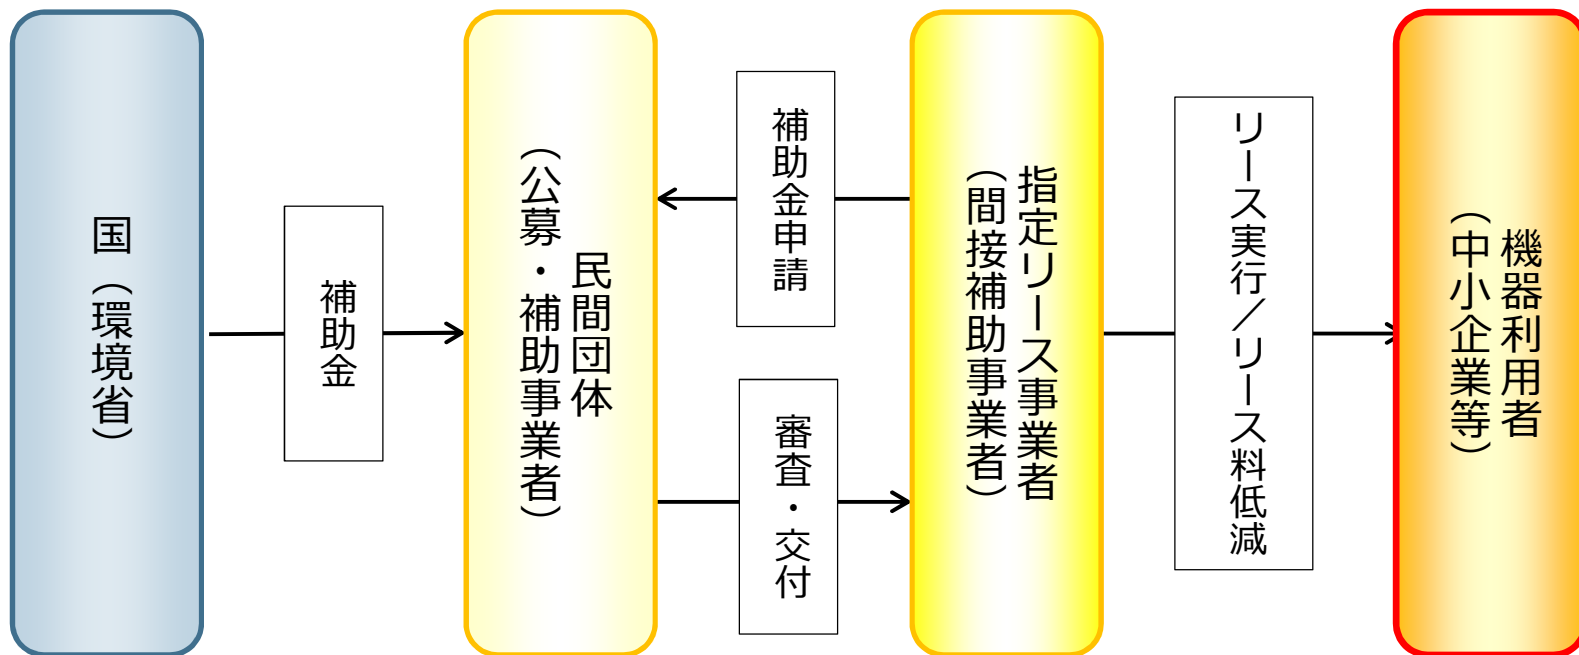 国（環境省）
補助金
民間団体
（公募・補助事業者）
補助金申請
審査・交付
指定リース事業者
（間接補助事業者）
リース実行／リース料低減
機器利用者
（中小企業等）